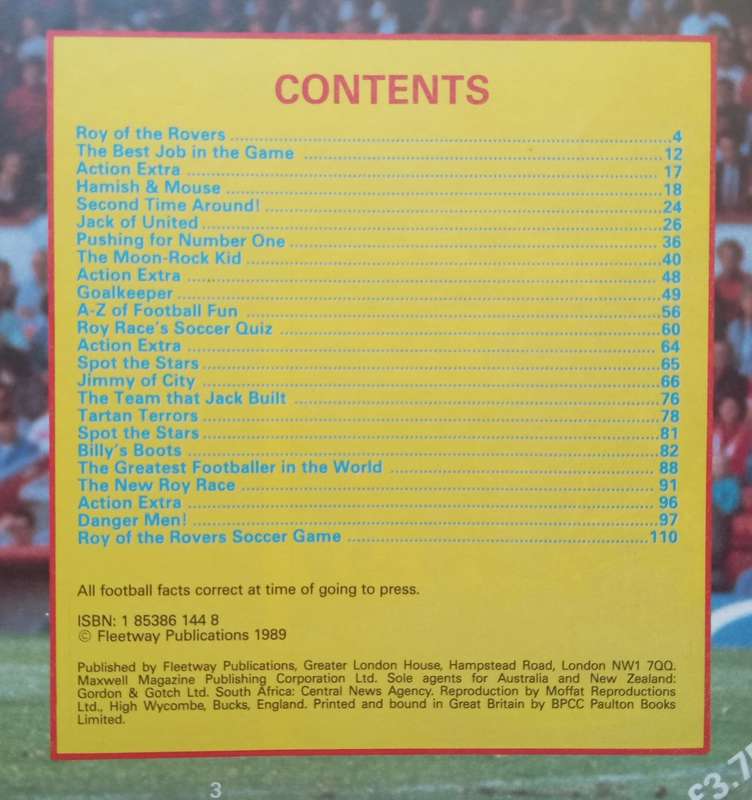 CONTENTS
Roy of the Rovers ........ 4
The Best Job in the Game ........ 12
Action Extra ........ 17
Hamish & Mouse ........ 18
Second Time Around! ........ 24
Jack of United ........ 26
Pushing for Number One ........ 36
The Moon-Rock Kid ........ 40
Action Extra ........ 48
Goalkeeper ........ 49
A-Z of Football Fun ........ 56
Roy Race's Soccer Quiz ........ 60
Action Extra ........ 64
Spot the Stars ........ 65
Jimmy of City ........ 66
The Team that Jack Built ........ 76
Tartan Terrors ........ 78
Spot the Stars ........ 81
Billy's Boots ........ 82
The Greatest Footballer in the World ........ 88
The New Roy Race ........ 91
Action Extra ........ 96
Danger Men! ........ 97
Roy of the Rovers Soccer Game ........ 110
All football facts correct at time of going to press.
ISBN: 1 85386 144 8
© Fleetway Publications 1989
Published by Fleetway Publications, Greater London House, Hampstead Road, London NW1 7QQ.
Maxwell Magazine Publishing Corporation Ltd. Sole agents for Australia and New Zealand:
Gordon & Gotch Ltd. South Africa: Central News Agency. Reproduction by Moffat Reproductions
Ltd., High Wycombe, Bucks, England. Printed and bound in Great Britain by BPCC Paulton Books
Limited.
3